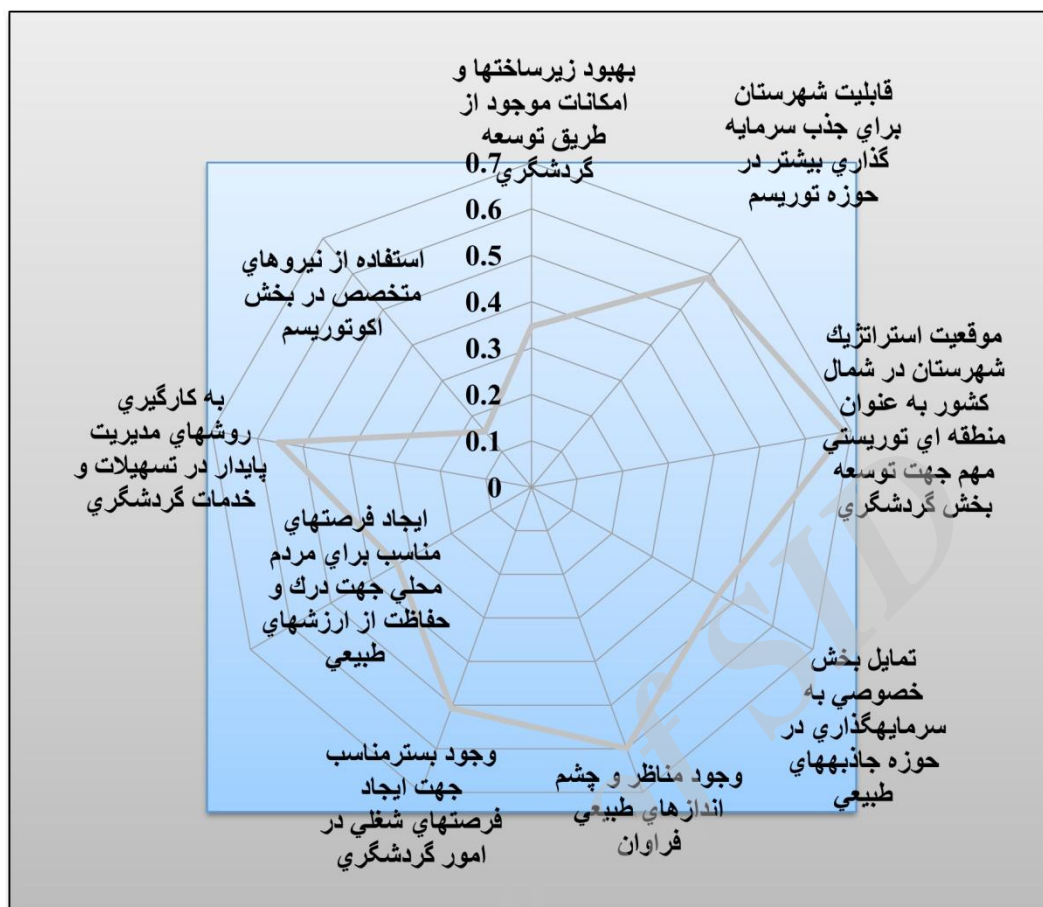 بهبود زيرساختها و
امكانات موجود از
طريق توسعه
گردشگري
قابليت شهرستان
براي جذب سرمايه
گذاري بيشتر در
حوزه توريسم
موقعيت استراتژيك
شهرستان در شمال
كشور به عنوان
منطقه اي توريستي
مهم جهت توسعه
بخش گردشگري
تمايل بخش
خصوصي به
سرمايهگذاري در
حوزه جاذبههاي
طبيعي
وجود مناظر و چشم
اندازهاي طبيعي
فراوان
وجود بسترمناسب
جهت ايجاد
فرصتهاي شغلي در
امور گردشگري
ايجاد فرصتهاي
مناسب براي مردم
محلي جهت درك و
حفاظت از ارزشهاي
طبيعي
به كارگيري
روشهاي مديريت
پايدار در تسهيلات و
خدمات گردشگري
استفاده از نيروهاي
متخصص در بخش
اكوتوريسم
0.7
0.6
0.5
0.4
0.3
0.2
0.1
0
f SID